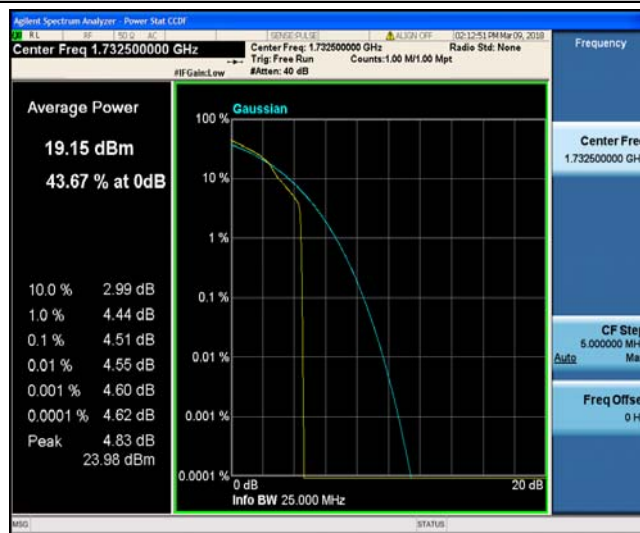 Agilent Spectrum Analyzer - Power Stat CCDF
RL RF 50 Ω AC SENSE:PULSE ALIGN OFF 02:12:51 PM Mar 09, 2018
Center Freq 1.732500000 GHz
Center Freq: 1.732500000 GHz Radio Std: None
Trig: Free Run Counts:1.00 M/1.00 Mpt
#IFGain:Low #Atten: 40 dB
Frequency
Average Power
19.15 dBm
43.67 % at 0dB
10.0 % 2.99 dB
1.0 % 4.44 dB
0.1 % 4.51 dB
0.01 % 4.55 dB
0.001 % 4.60 dB
0.0001 % 4.62 dB
Peak 4.83 dB
23.98 dBm
Gaussian
100 %
10 %
1 %
0.1 %
0.01 %
0.001 %
0.0001 %
0 dB 20 dB
Info BW 25.000 MHz
Center Fre
1.732500000 GH
CF Step
5.000000 MH
Auto Ma
Freq Offse
0 H
MSG STATUS